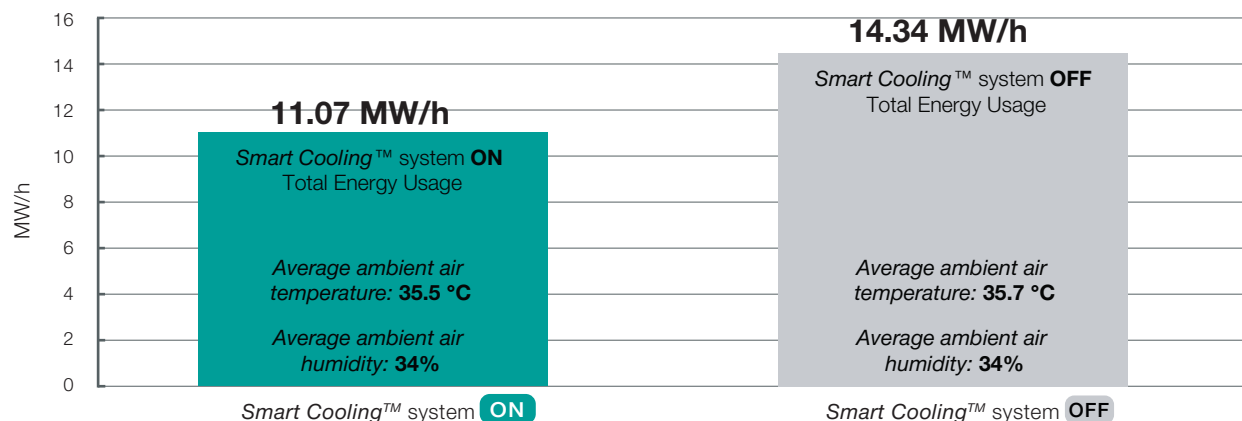 16
14
12
10
8
6
4
2
0
MW/h
11.07 MW/h
Smart Cooling™ system ON
Total Energy Usage
Average ambient air
temperature: 35.5 °C
Average ambient air
humidity: 34%
Smart Cooling™ system ON
14.34 MW/h
Smart Cooling™ system OFF
Total Energy Usage
Average ambient air
temperature: 35.7 °C
Average ambient air
humidity: 34%
Smart Cooling™ system OFF